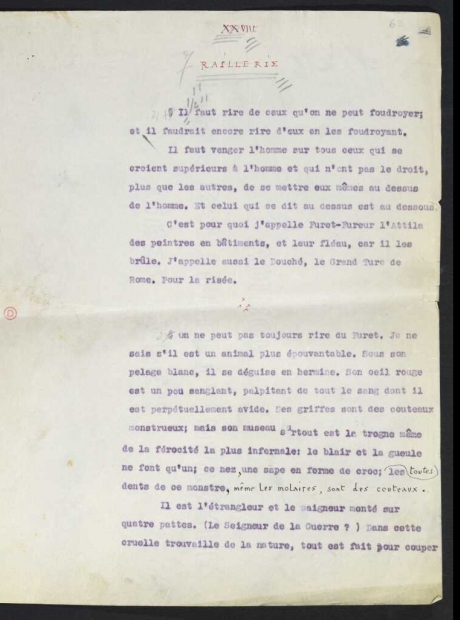 XXVIII
62
7
RAILLERIE
¶ Il faut rire de ceux qu'on ne peut foudroyer;
et il faudrait encore rire d'eux en les foudroyant.
Il faut venger l'homme sur tous ceux qui se
croient supérieurs à l'homme et qui n'ont pas le droit,
plus que les autres, de se mettre eux mêmes au dessus
de l'homme. Et celui qui se dit au dessus est au dessous.
C'est pour quoi j'appelle Furet-Fureur l'Attila
des peintres en bâtiments, et leur fléau, car il les
brûle. J'appelle aussi le Douché, le Grand Turc de
Rome. Pour la risée.
D
¶ On ne peut pas toujours rire du Furet. Je ne
sais s'il est un animal plus épouvantable. Sous son
pelage blanc, il se déguise en hermine. Son oeil rouge
est un peu sanglant, palpitant de tout le sang dont il
est perpétuellement avide. Ses griffes sont des couteaux
monstrueux; mais son museau surtout est la trogne même
de la férocité la plus infernale: le blair et la gueule
ne font qu'un; ce nez, une sape en forme de croc; les toutes
dents de ce monstre, même les molaires, sont des couteaux.
Il est l'étrangleur et le saigneur monté sur
quatre pattes. (Le Seigneur de la Guerre ? ) Dans cette
cruelle trouvaille de la nature, tout est fait pour couper